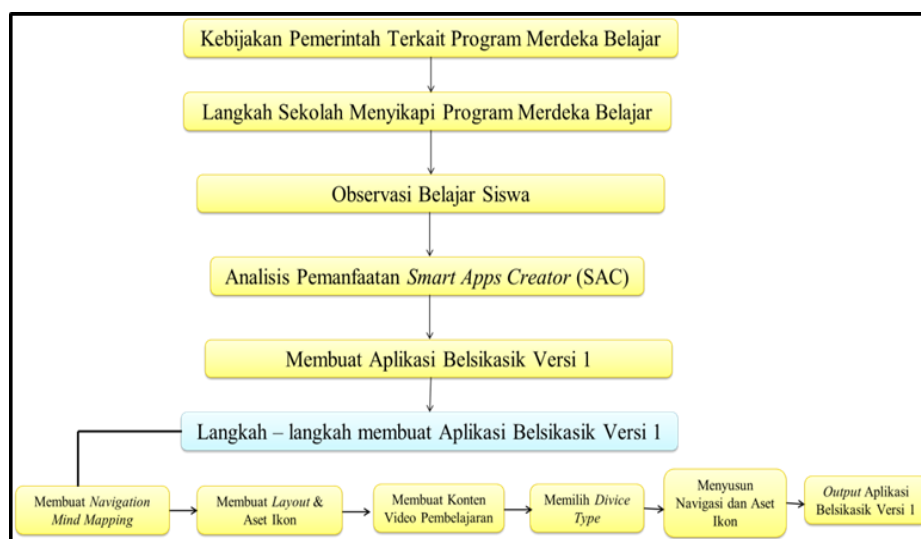 Kebijakan Pemerintah Terkait Program Merdeka Belajar
Langkah Sekolah Menyikapi Program Merdeka Belajar
Observasi Belajar Siswa
Analisis Pemanfaatan Smart Apps Creator (SAC)
Membuat Aplikasi Belsikasik Versi 1
Langkah – langkah membuat Aplikasi Belsikasik Versi 1
Membuat Navigation
Mind Mapping
Membuat Layout &
Aset Ikon
Membuat Konten
Video Pembelajaran
Memilih Divice
Type
Menyusun
Navigasi dan Aset
Ikon
Output Aplikasi
Belsikasik Versi 1